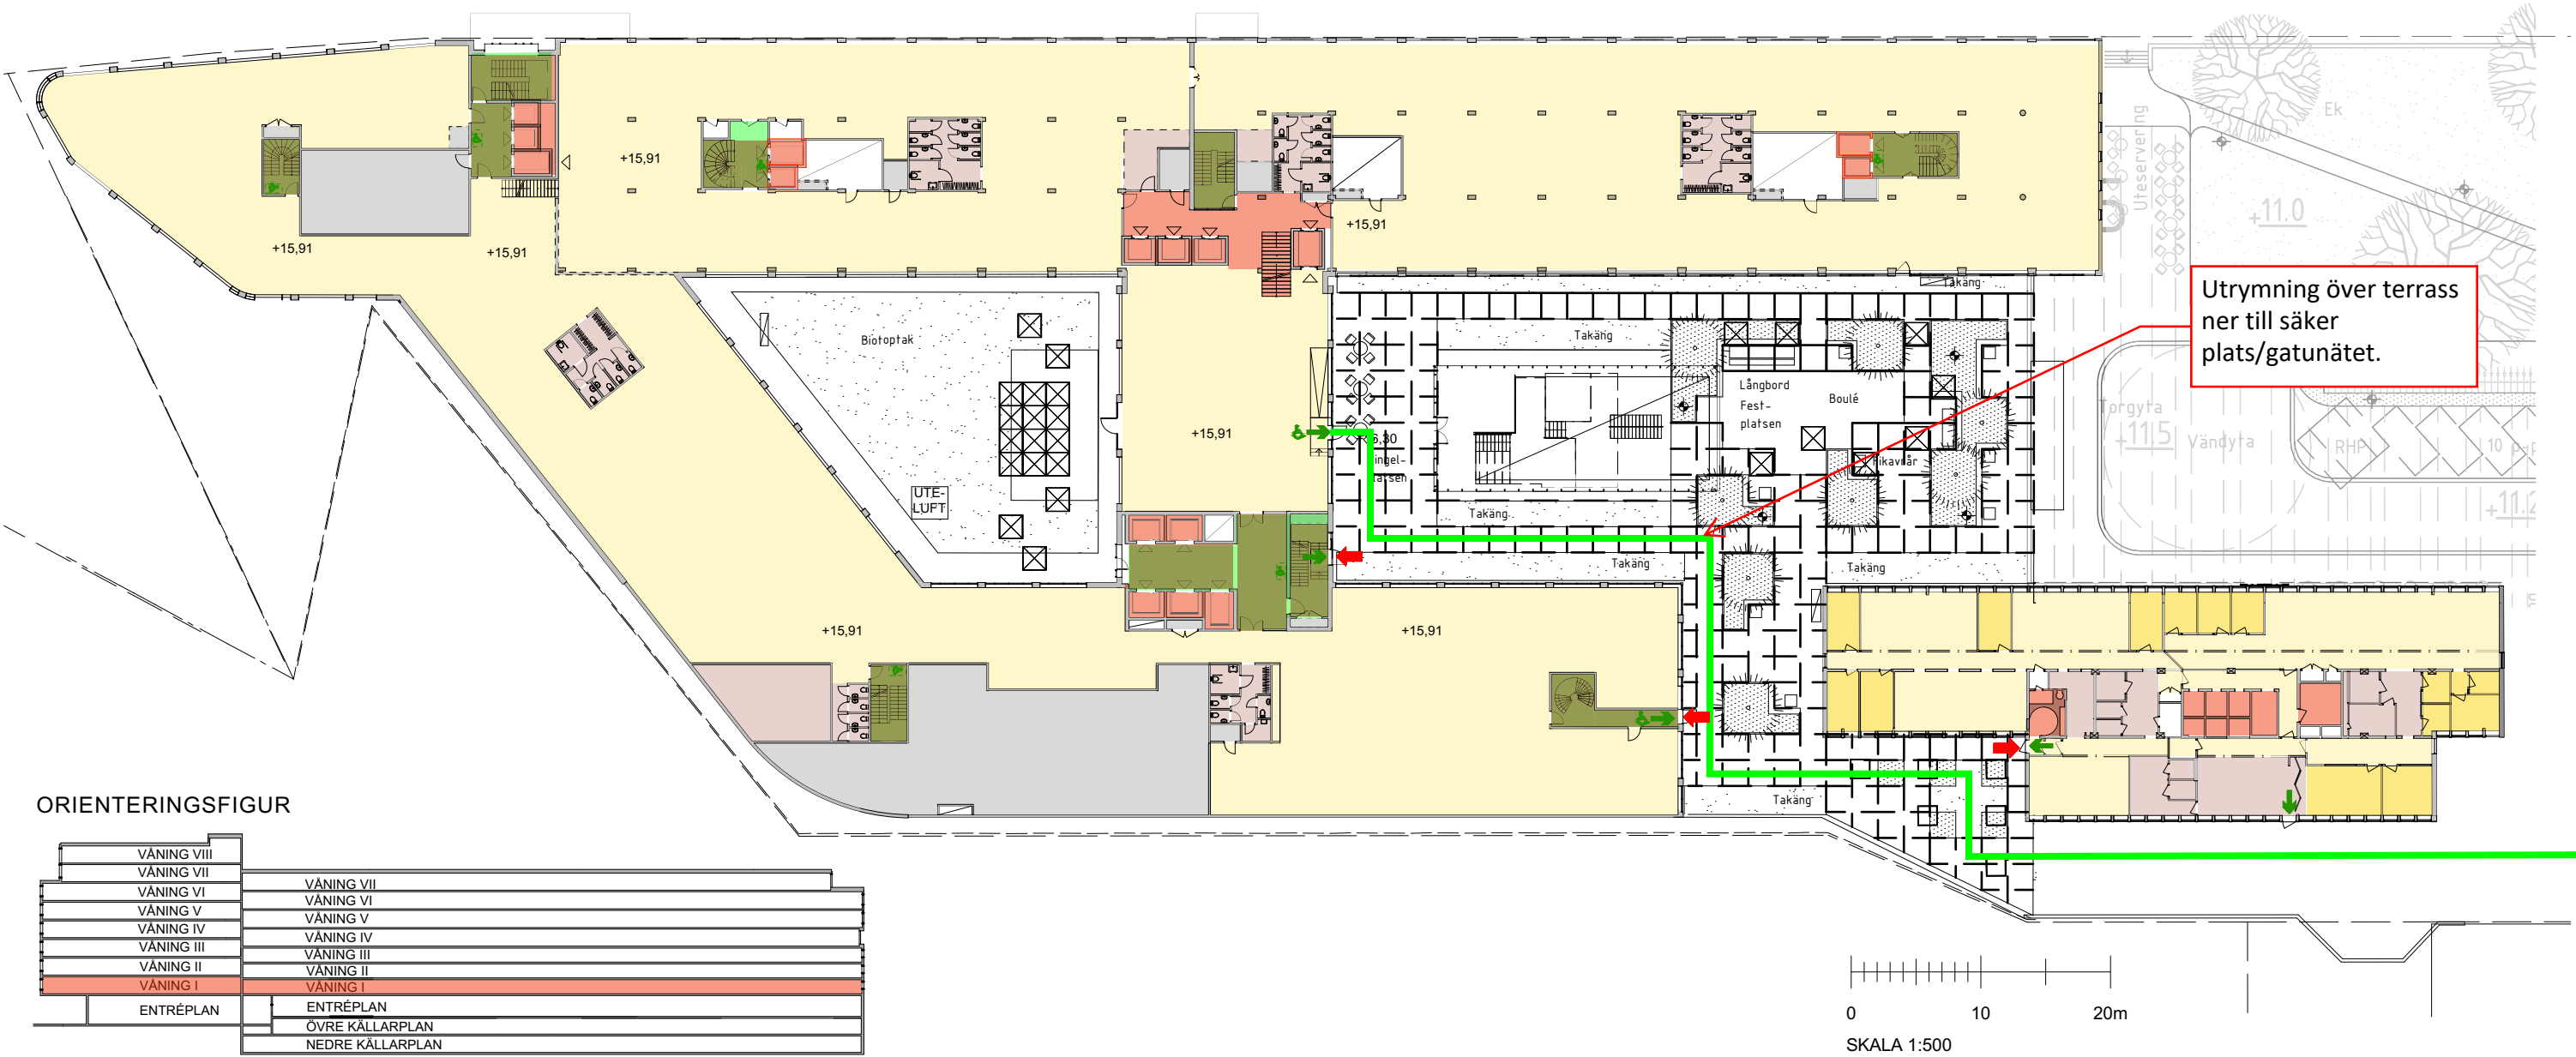 Ek
Uteservering
+15,91
+11.0
+15,91
+15,91
+15,91
Takäng
Utrymning över terrass
ner till säker
plats/gatunätet.
Biotoptak
Takäng
Långbord
Fest-
platsen
Boulé
Torgyta
+11.5
Vändyta
RHP
+15,91
UTE-
LUFT
Takäng
Takäng
Takäng
+15,91
+15,91
Takäng
ORIENTERINGSFIGUR
VÅNING VIII
VÅNING VII
VÅNING VI
VÅNING V
VÅNING IV
VÅNING III
VÅNING II
VÅNING I
ENTRÉPLAN
VÅNING VII
VÅNING VI
VÅNING V
VÅNING IV
VÅNING III
VÅNING II
VÅNING I
ENTRÉPLAN
ÖVRE KÄLLARPLAN
NEDRE KÄLLARPLAN
0 10 20m
SKALA 1:500